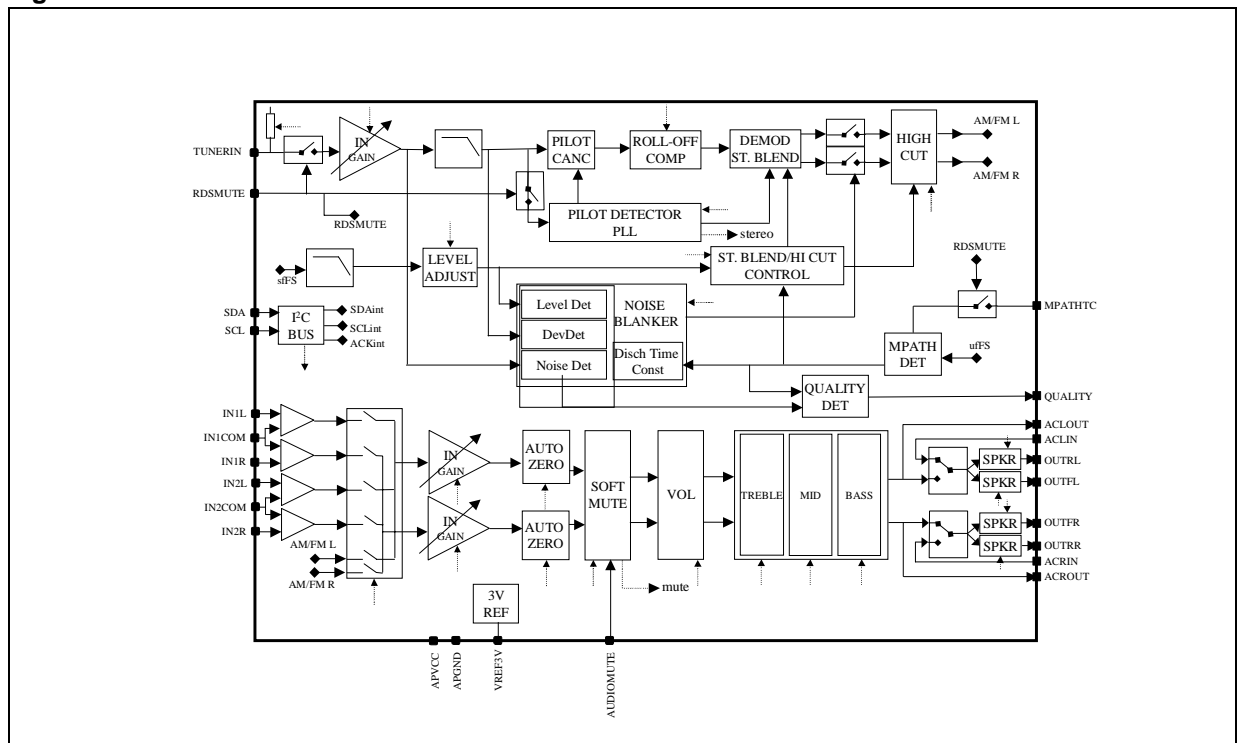 TUNERIN
IN
GAIN
PILOT
CANC
ROLL-OFF
COMP
DEMOD
ST. BLEND
HIGH
CUT
AM/FM L
AM/FM R
RDSMUTE
RDSMUTE
PILOT DETECTOR
PLL
stereo
sfFS
LEVEL
ADJUST
ST. BLEND/HI CUT
CONTROL
RDSMUTE
MPATHTC
SDA
SCL
I²C
BUS
SDAint
SCLint
ACKint
Level Det
DevDet
Noise Det
NOISE
BLANKER
Disch Time
Const
MPATH
DET
ufFS
QUALITY
DET
QUALITY
IN1L
IN1COM
IN1R
IN2L
IN2COM
IN2R
AM/FM L
AM/FM R
IN
GAIN
IN
GAIN
AUTO
ZERO
AUTO
ZERO
SOFT
MUTE
VOL
TREBLE
MID
BASS
SPKR
SPKR
SPKR
SPKR
ACLOUT
ACLIN
OUTRL
OUTFL
OUTFR
OUTRR
ACRIN
ACROUT
mute
3V
REF
APVCC
APGND
VREF3V
AUDIOMUTE